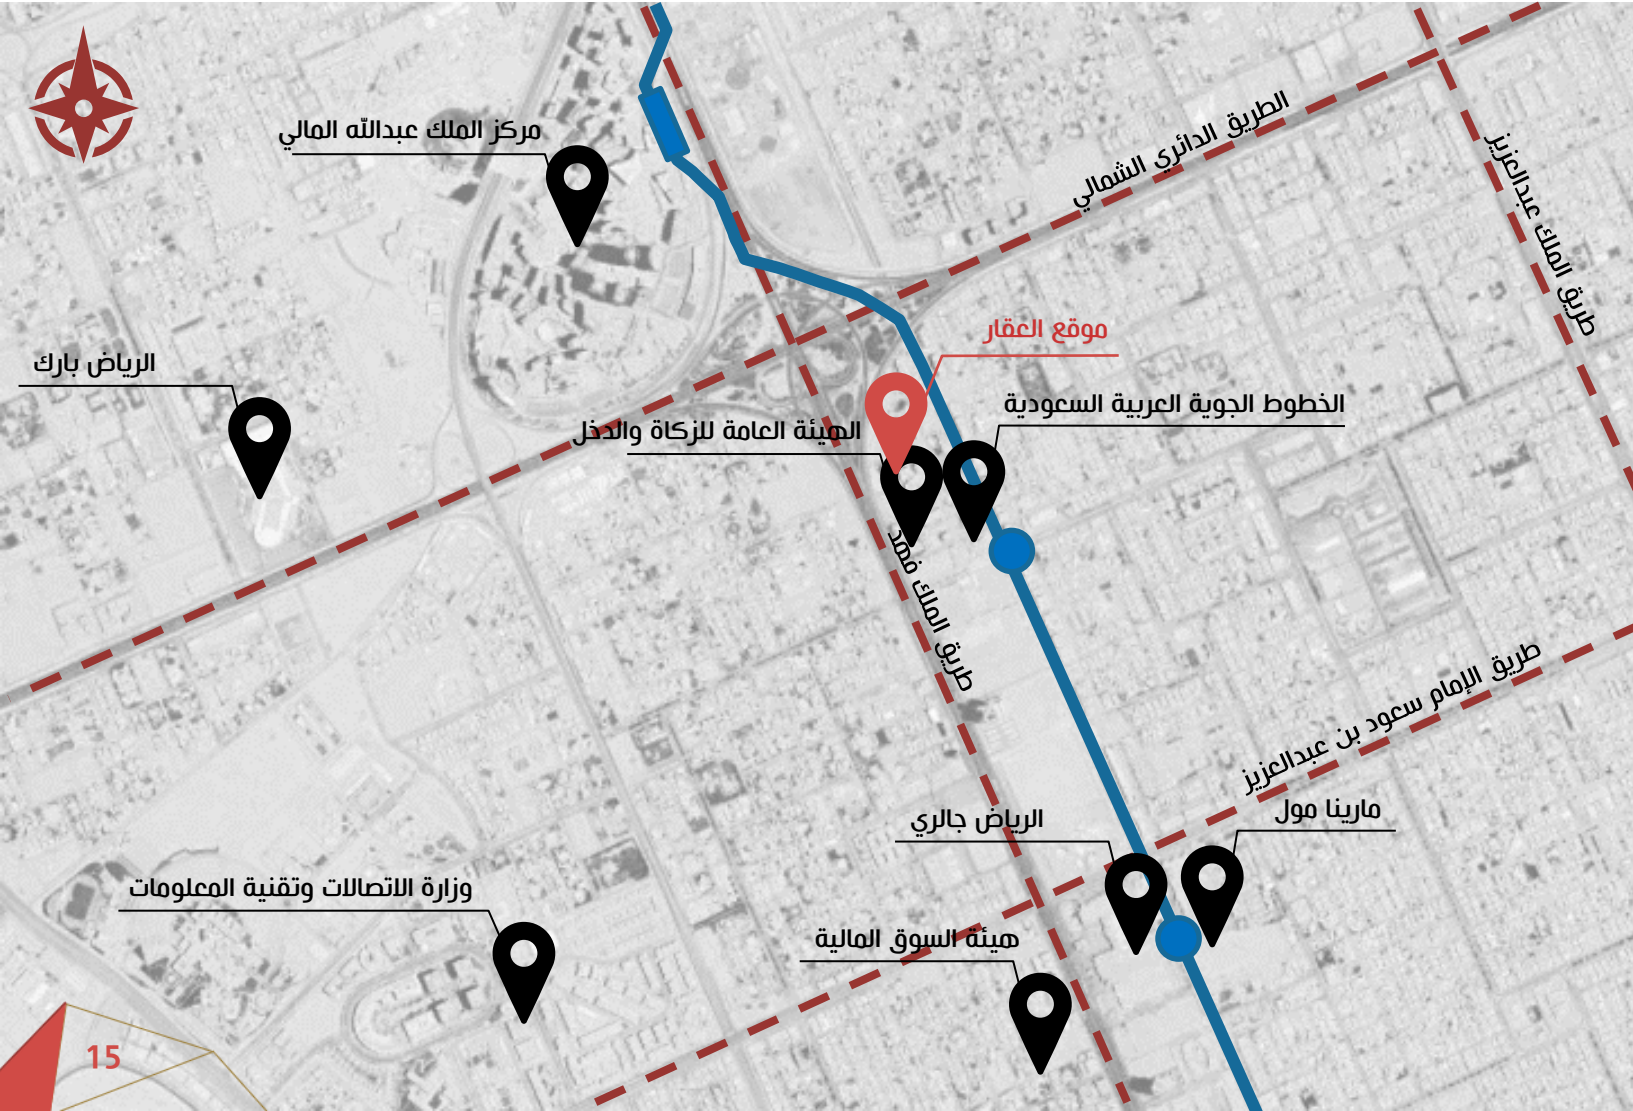 مركز الملك عبدالله المالي
الطريق الدائري الشمالي
طريق الملك عبدالعزيز
موقع العقار
الرياض بارك
الخطوط الجوية العربية السعودية
الهيئة العامة للزكاة والدخل
طريق الملك فهد
طريق الإمام سعود بن عبدالعزيز
مارينا مول
الرياض جالري
وزارة الاتصالات وتقنية المعلومات
هيئة السوق المالية
15